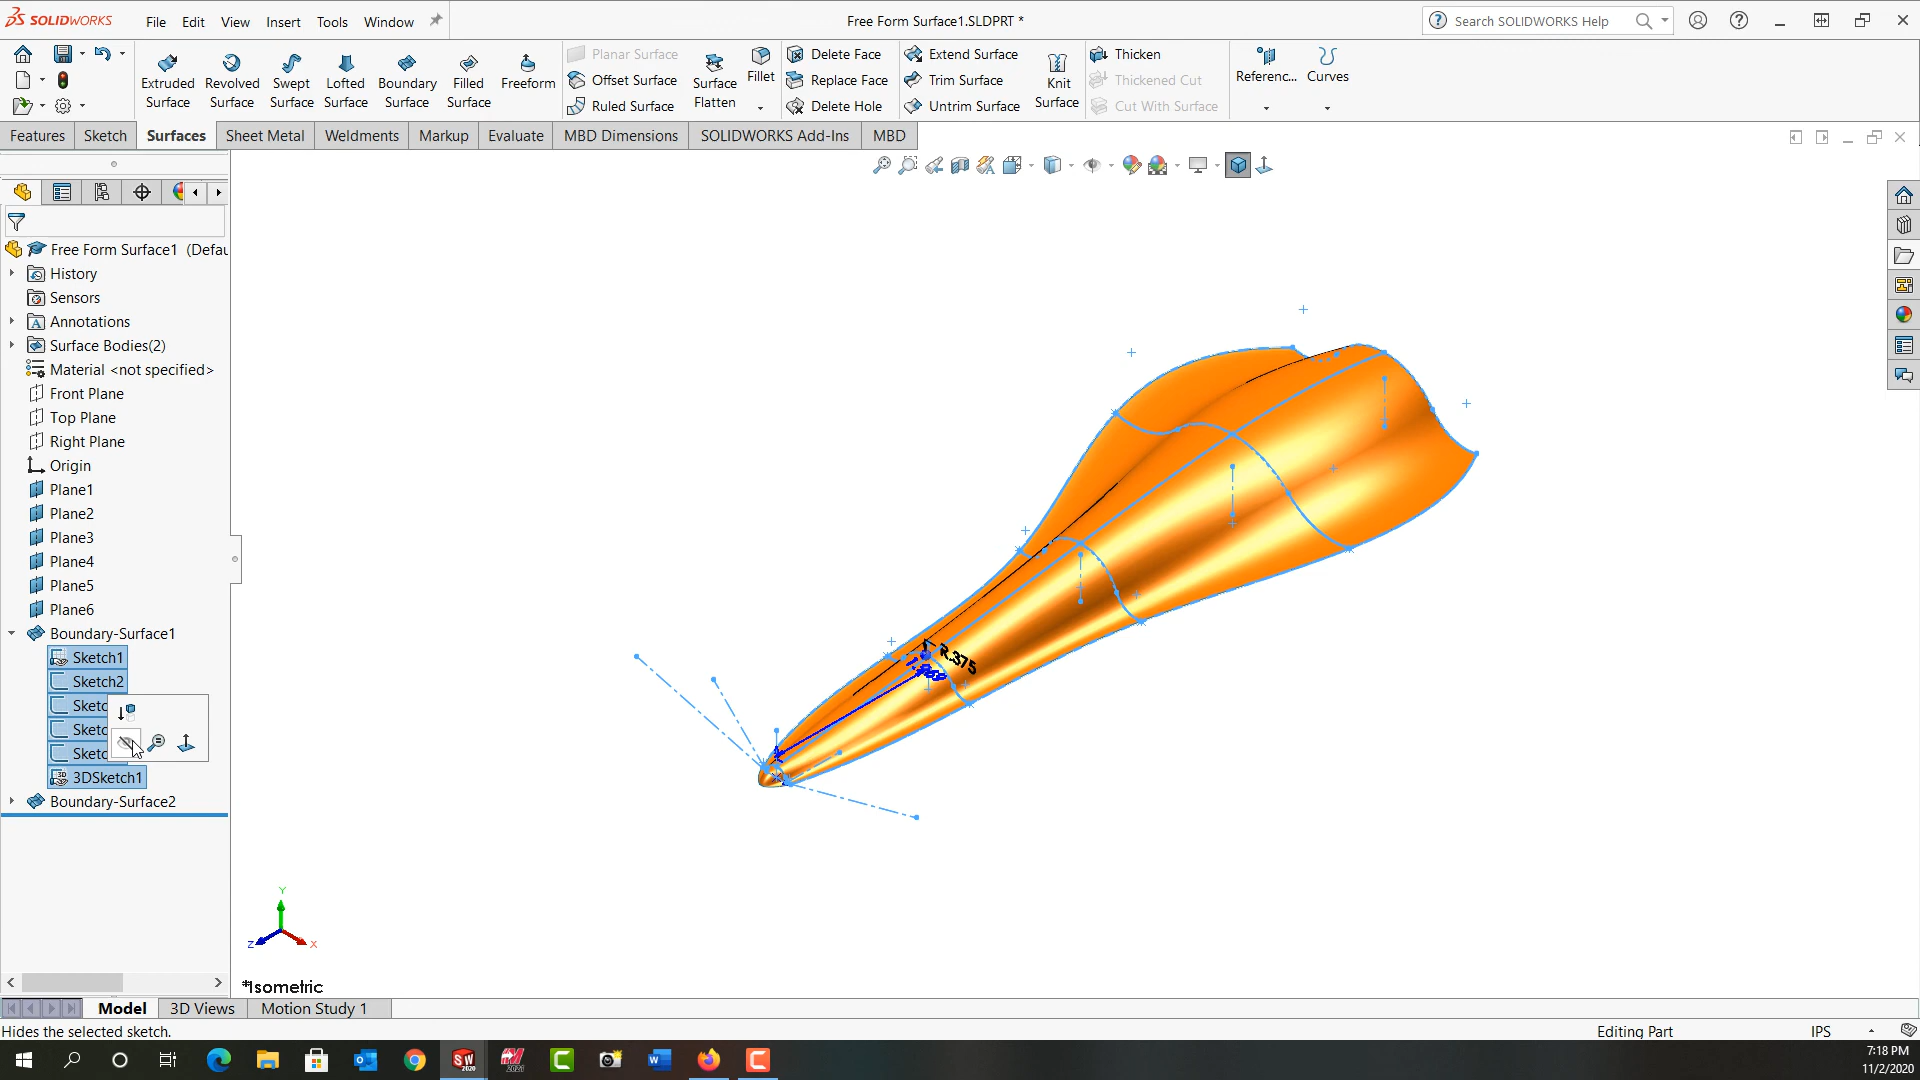 SOLIDWORKS
File Edit View Insert Tools Window
Free Form Surface1.SLDPRT *
Search SOLIDWORKS Help
Extruded Surface
Revolved Surface
Swept Surface
Lofted Surface
Boundary Surface
Filled Surface
Freeform
Planar Surface
Offset Surface
Ruled Surface
Surface Flatten
Fillet
Delete Face
Replace Face
Delete Hole
Extend Surface
Trim Surface
Untrim Surface
Knit Surface
Thicken
Thickened Cut
Cut With Surface
Referenc...
Curves
Features Sketch Surfaces Sheet Metal Weldments Markup Evaluate MBD Dimensions SOLIDWORKS Add-Ins MBD
Free Form Surface1 (Defau
History
Sensors
Annotations
Surface Bodies(2)
Material <not specified>
Front Plane
Top Plane
Right Plane
Origin
Plane1
Plane2
Plane3
Plane4
Plane5
Plane6
Boundary-Surface1
Sketch1
Sketch2
Sketc
Sketc
Sketc
3DSketch1
Boundary-Surface2
R.375
Y
Z
X
*Isometric
Model 3D Views Motion Study 1
Hides the selected sketch.
Editing Part
IPS
7:18 PM
11/2/2020